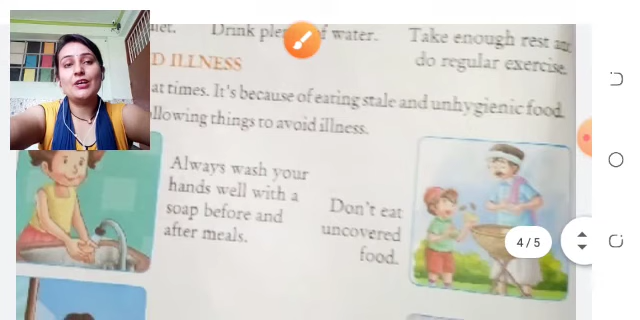 Drink of water.
Take enough rest and
do regular exercise.
D ILLNESS
at times. It's because of eating stale and unhygienic food.
llowing things to avoid illness.
Always wash your
hands well with a
soap before and
after meals.
Don't eat
uncovered
food.
4/5